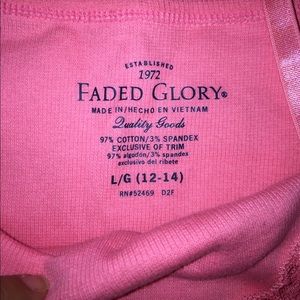 ESTABLISHED
1972
FADED GLORY®
MADE IN/HECHO EN VIETNAM
Quality Goods
97% COTTON/3% SPANDEX
EXCLUSIVE OF TRIM
97% algodón/3% spandex
exclusivo del ribete
L/G (12-14)
RN#52469 D2F